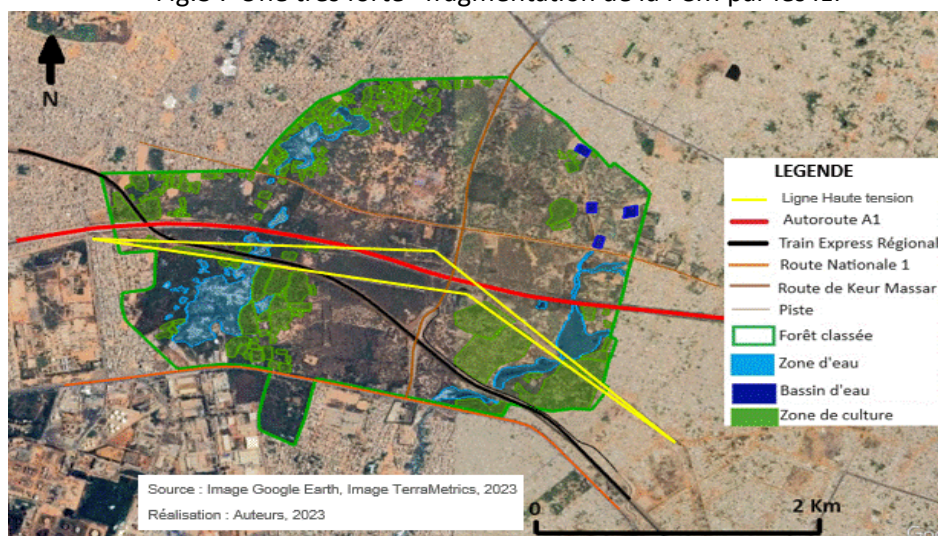 N
LEGENDE
Ligne Haute tension
Autoroute A1
Train Express Régional
Route Nationale 1
Route de Keur Massar
Piste
Forêt classée
Zone d'eau
Bassin d'eau
Zone de culture
Source : Image Google Earth, Image TerraMetrics, 2023
Réalisation : Auteurs, 2023
0 2 Km